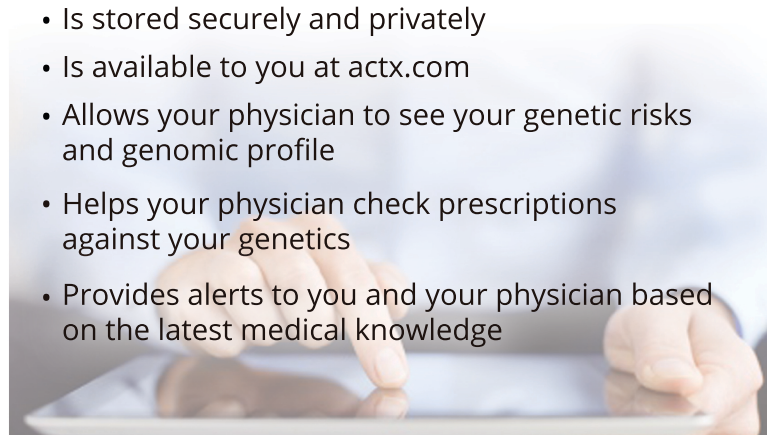 • Is stored securely and privately
• Is available to you at actx.com
• Allows your physician to see your genetic risks
and genomic profile
• Helps your physician check prescriptions
against your genetics
• Provides alerts to you and your physician based
on the latest medical knowledge